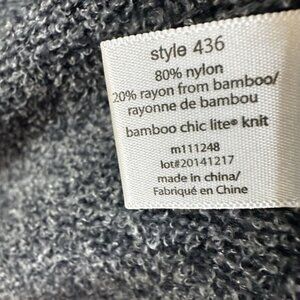 style 436
80% nylon
20% rayon from bamboo/
rayonne de bambou
bamboo chic lite® knit
m111248
lot#20141217
made in china/
Fabriqué en Chine